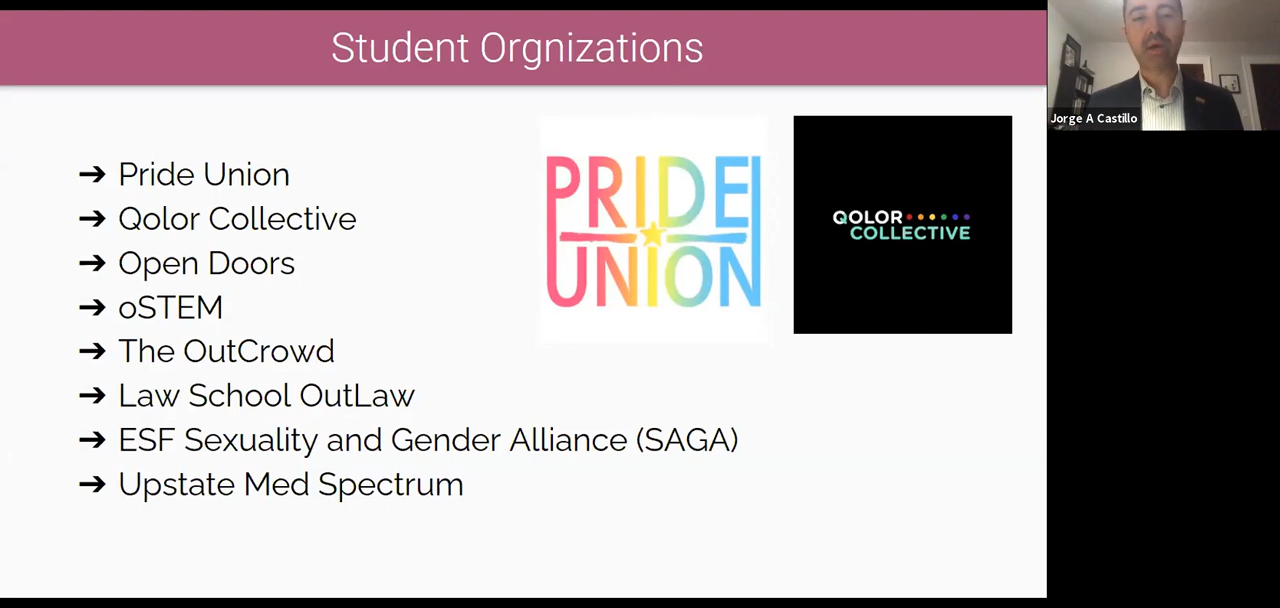 Student Orgnizations
➔ Pride Union
➔ Qolor Collective
➔ Open Doors
➔ oSTEM
➔ The OutCrowd
➔ Law School OutLaw
➔ ESF Sexuality and Gender Alliance (SAGA)
➔ Upstate Med Spectrum
PRIDE
UNION
QOLOR
COLLECTIVE
Jorge A Castillo